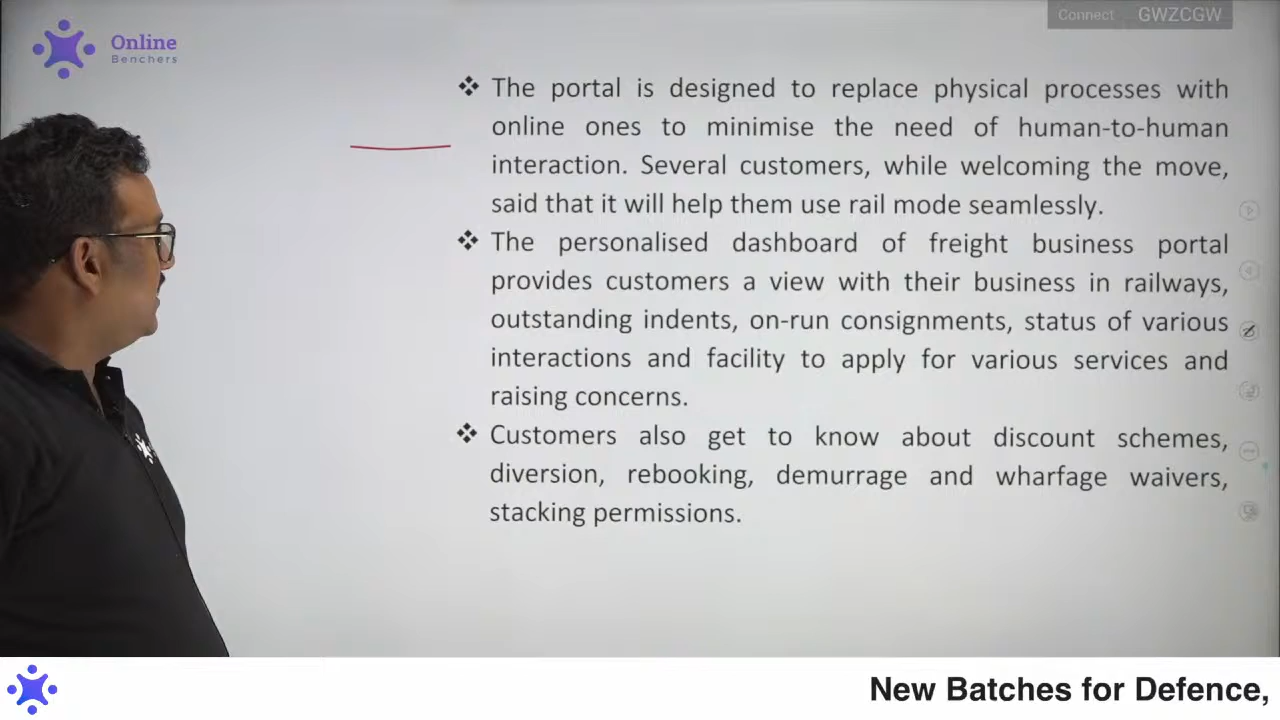 Online
Benchers
Connect GWZCGW
❖ The portal is designed to replace physical processes with
online ones to minimise the need of human-to-human
interaction. Several customers, while welcoming the move,
said that it will help them use rail mode seamlessly.
❖ The personalised dashboard of freight business portal
provides customers a view with their business in railways,
outstanding indents, on-run consignments, status of various
interactions and facility to apply for various services and
raising concerns.
❖ Customers also get to know about discount schemes,
diversion, rebooking, demurrage and wharfage waivers,
stacking permissions.
New Batches for Defence,